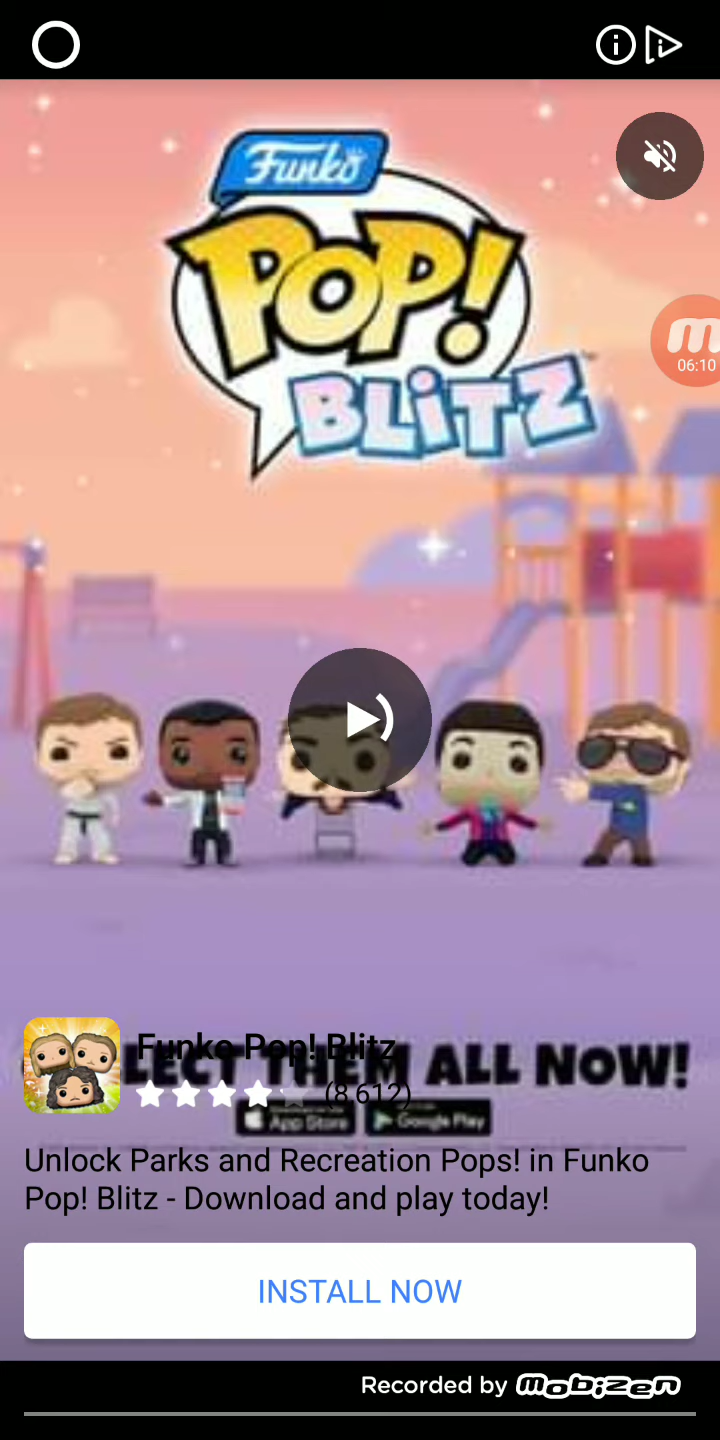 Funko
POP!
BLiTZ
06:10
Funko Pop! Blitz
LECT THEM ALL NOW!
(8 612)
App Store
Google Play
Unlock Parks and Recreation Pops! in Funko
Pop! Blitz - Download and play today!
INSTALL NOW
Recorded by mobizen